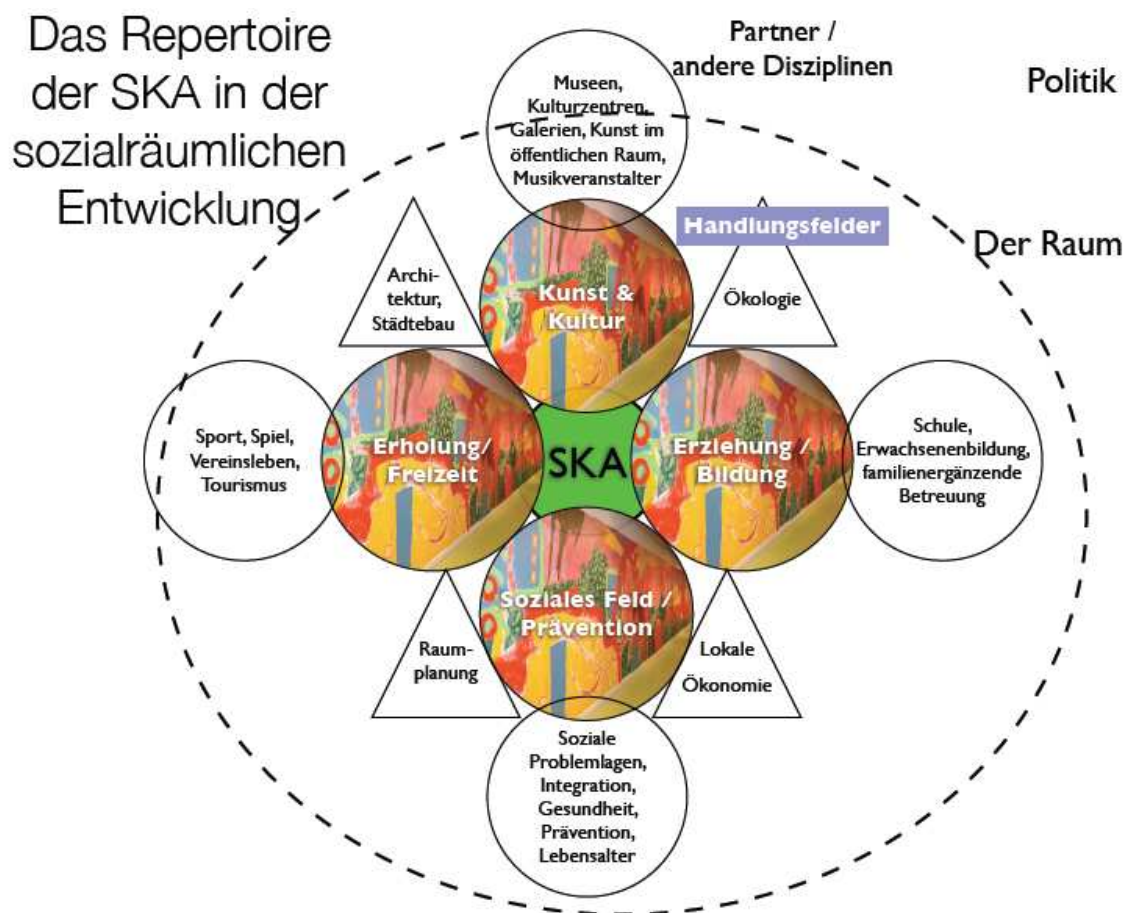 Das Repertoire
der SKA in der
sozialräumlichen
Entwicklung
Partner /
andere Disziplinen
Politik
Museen,
Kulturzentren,
Galerien, Kunst im
öffentlichen Raum,
Musikveranstalter
Handlungsfelder
Der Raum
Archi-
tektur,
Städtebau
Kunst &
Kultur
Ökologie
Sport, Spiel,
Vereinsleben,
Tourismus
Erholung/
Freizeit
SKA
Erziehung /
Bildung
Schule,
Erwachsenenbildung,
familienergänzende
Betreuung
Soziales Feld /
Prävention
Raum-
planung
Lokale
Ökonomie
Soziale
Problemlagen,
Integration,
Gesundheit,
Prävention,
Lebensalter